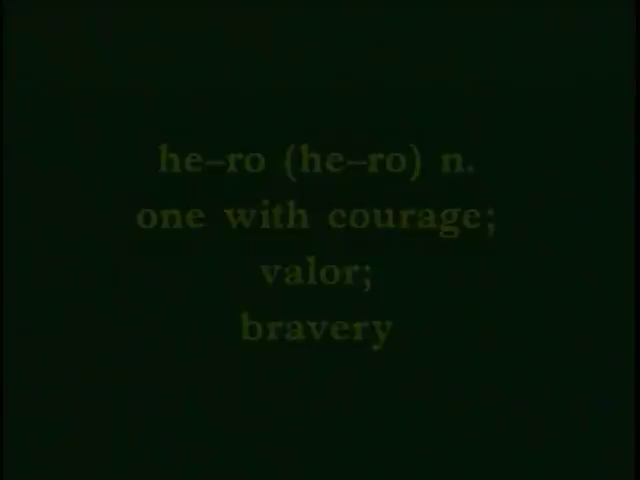 he–ro (he–ro) n.
one with courage;
valor;
bravery